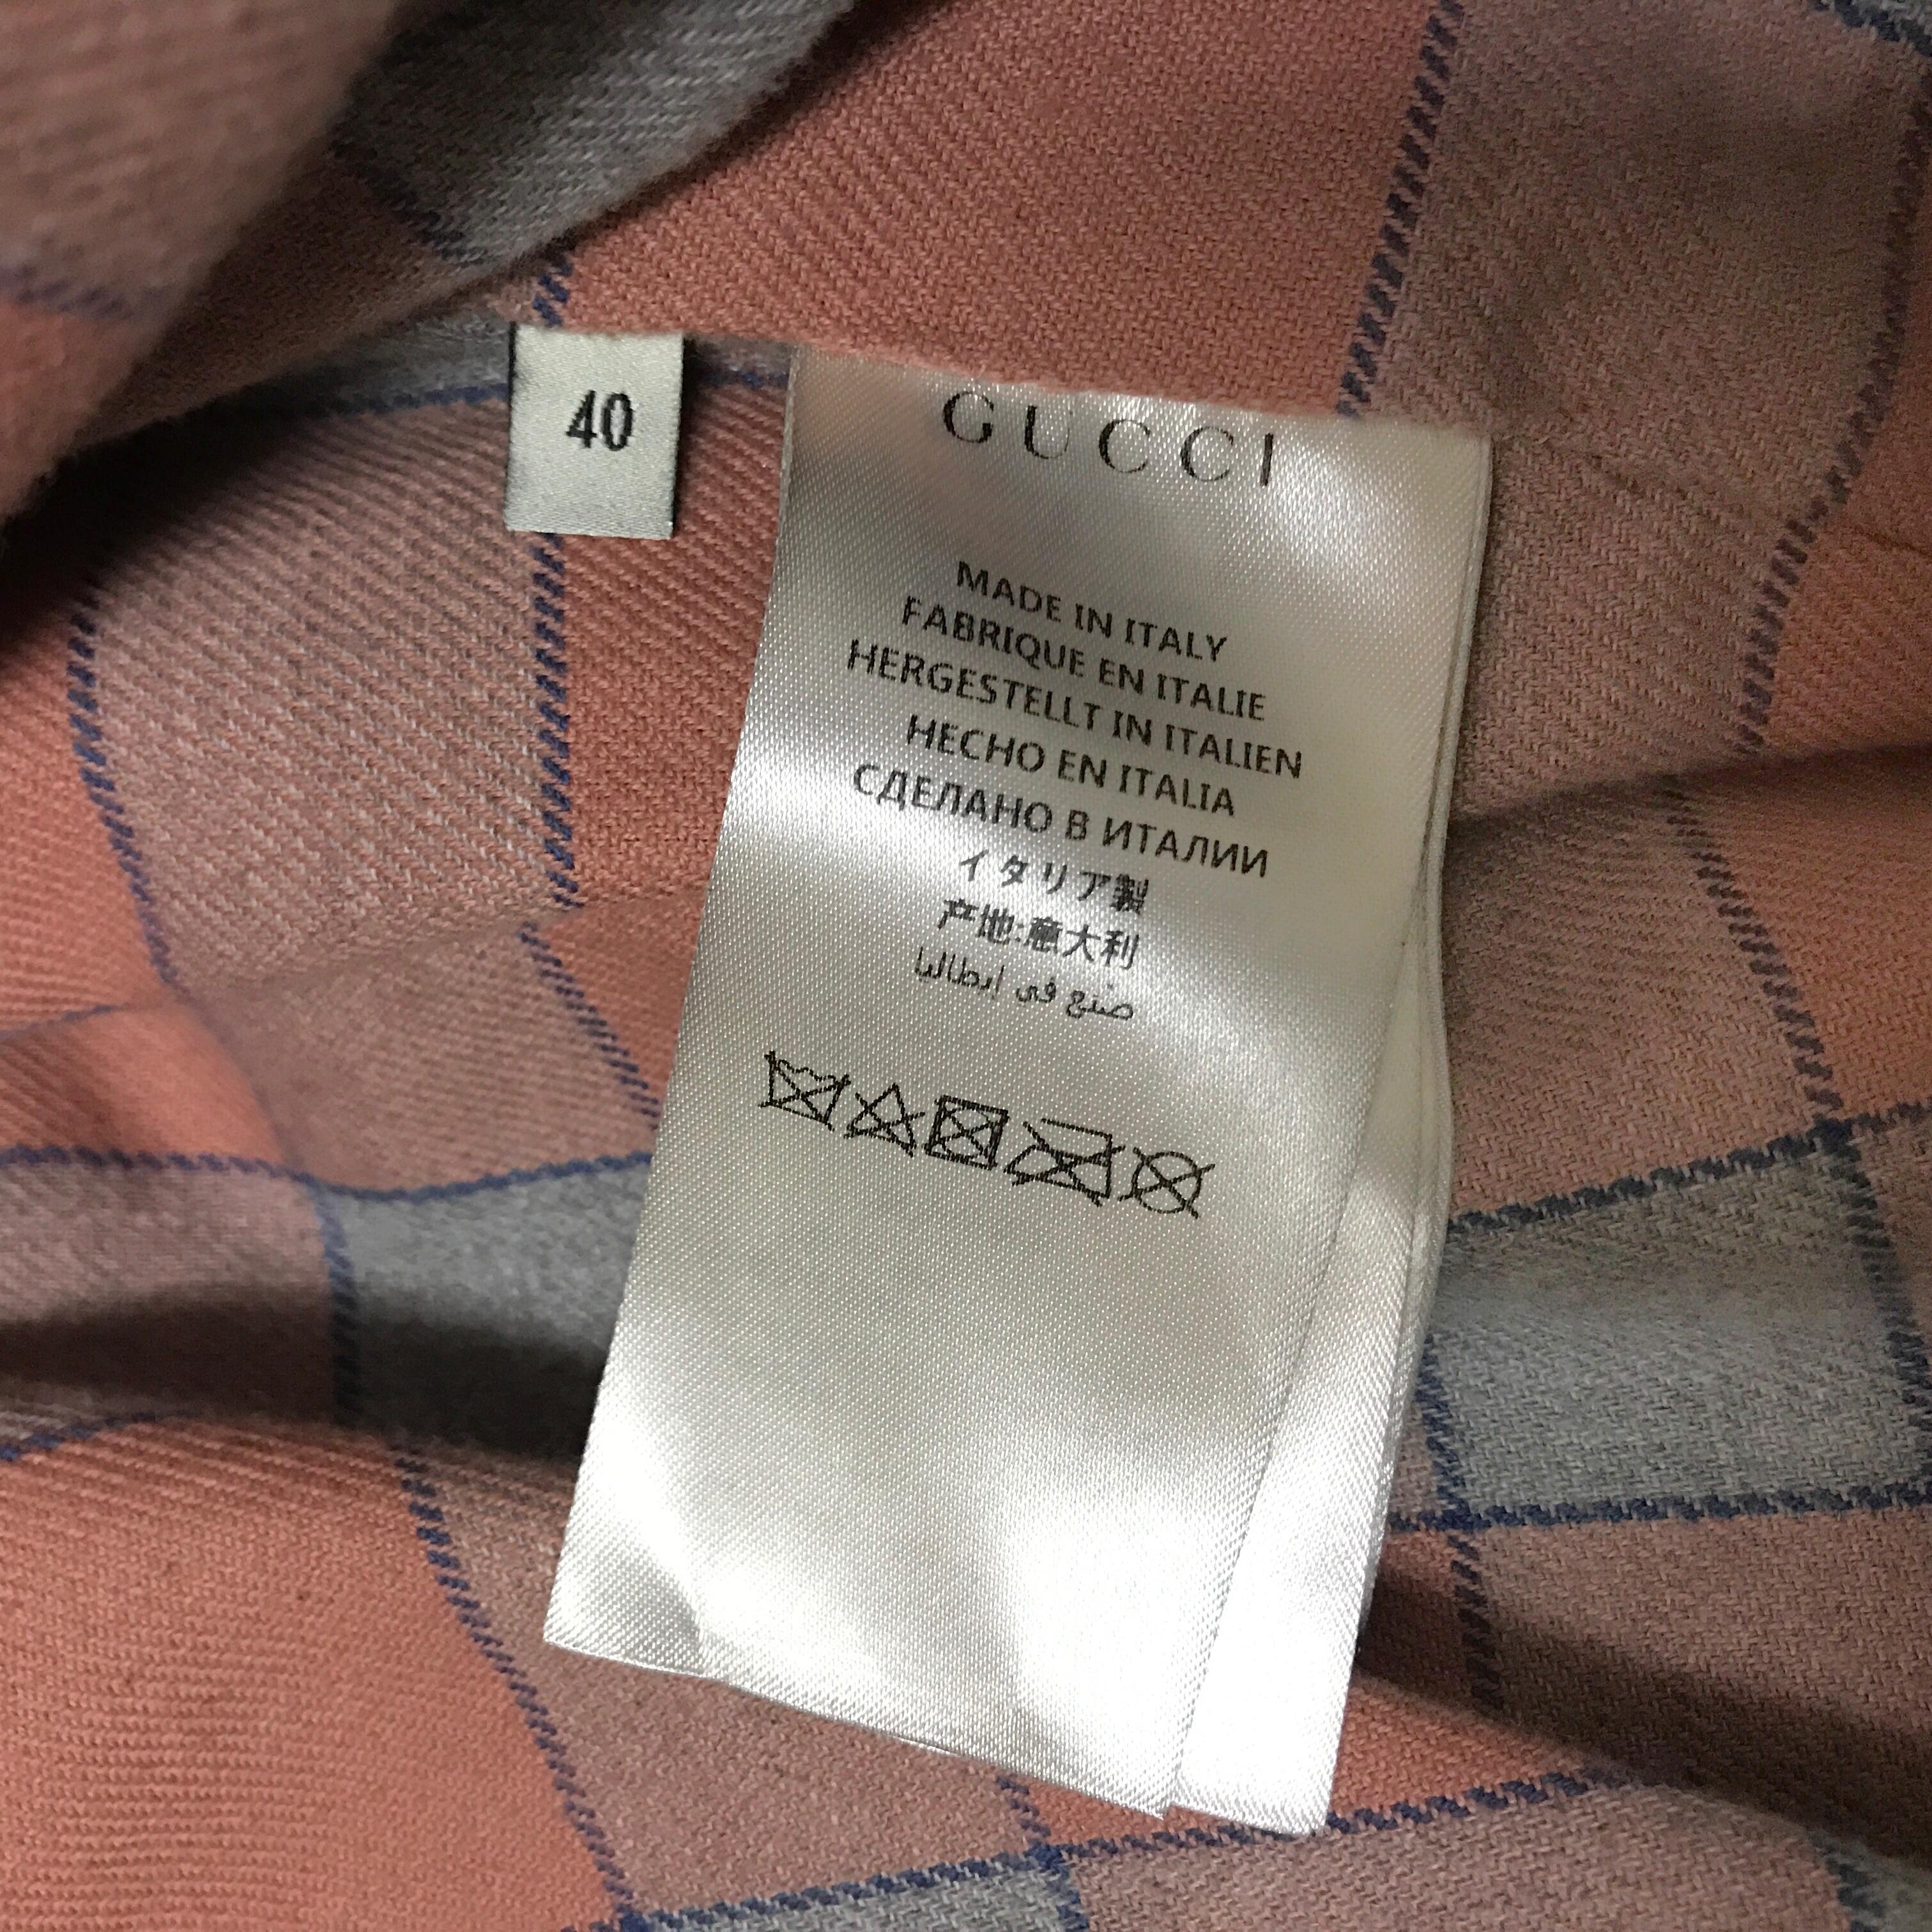 40
GUCCI
MADE IN ITALY
FABRIQUE EN ITALIE
HERGESTELLT IN ITALIEN
HECHO EN ITALIA
СДЕЛАНО В ИТАЛИИ
イタリア製
产地:意大利
صنع في إيطاليا